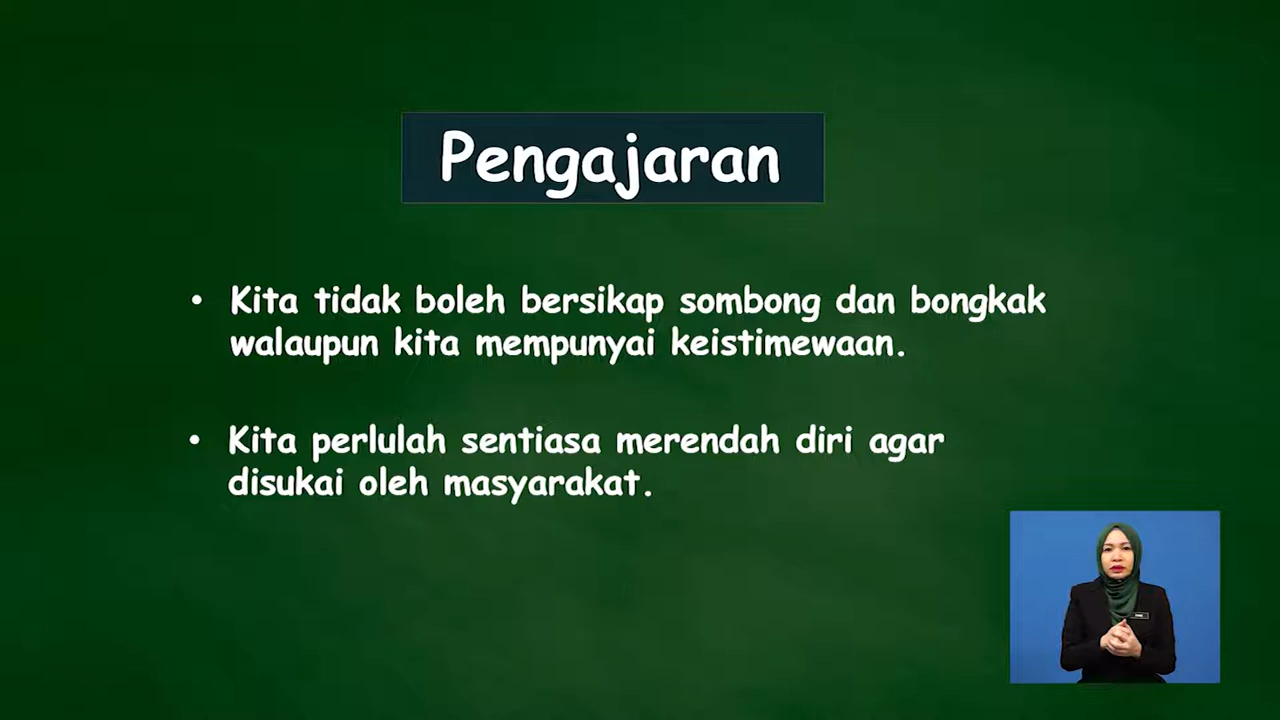 Pengajaran
• Kita tidak boleh bersikap sombong dan bongkak
walaupun kita mempunyai keistimewaan.
• Kita perlulah sentiasa merendah diri agar
disukai oleh masyarakat.